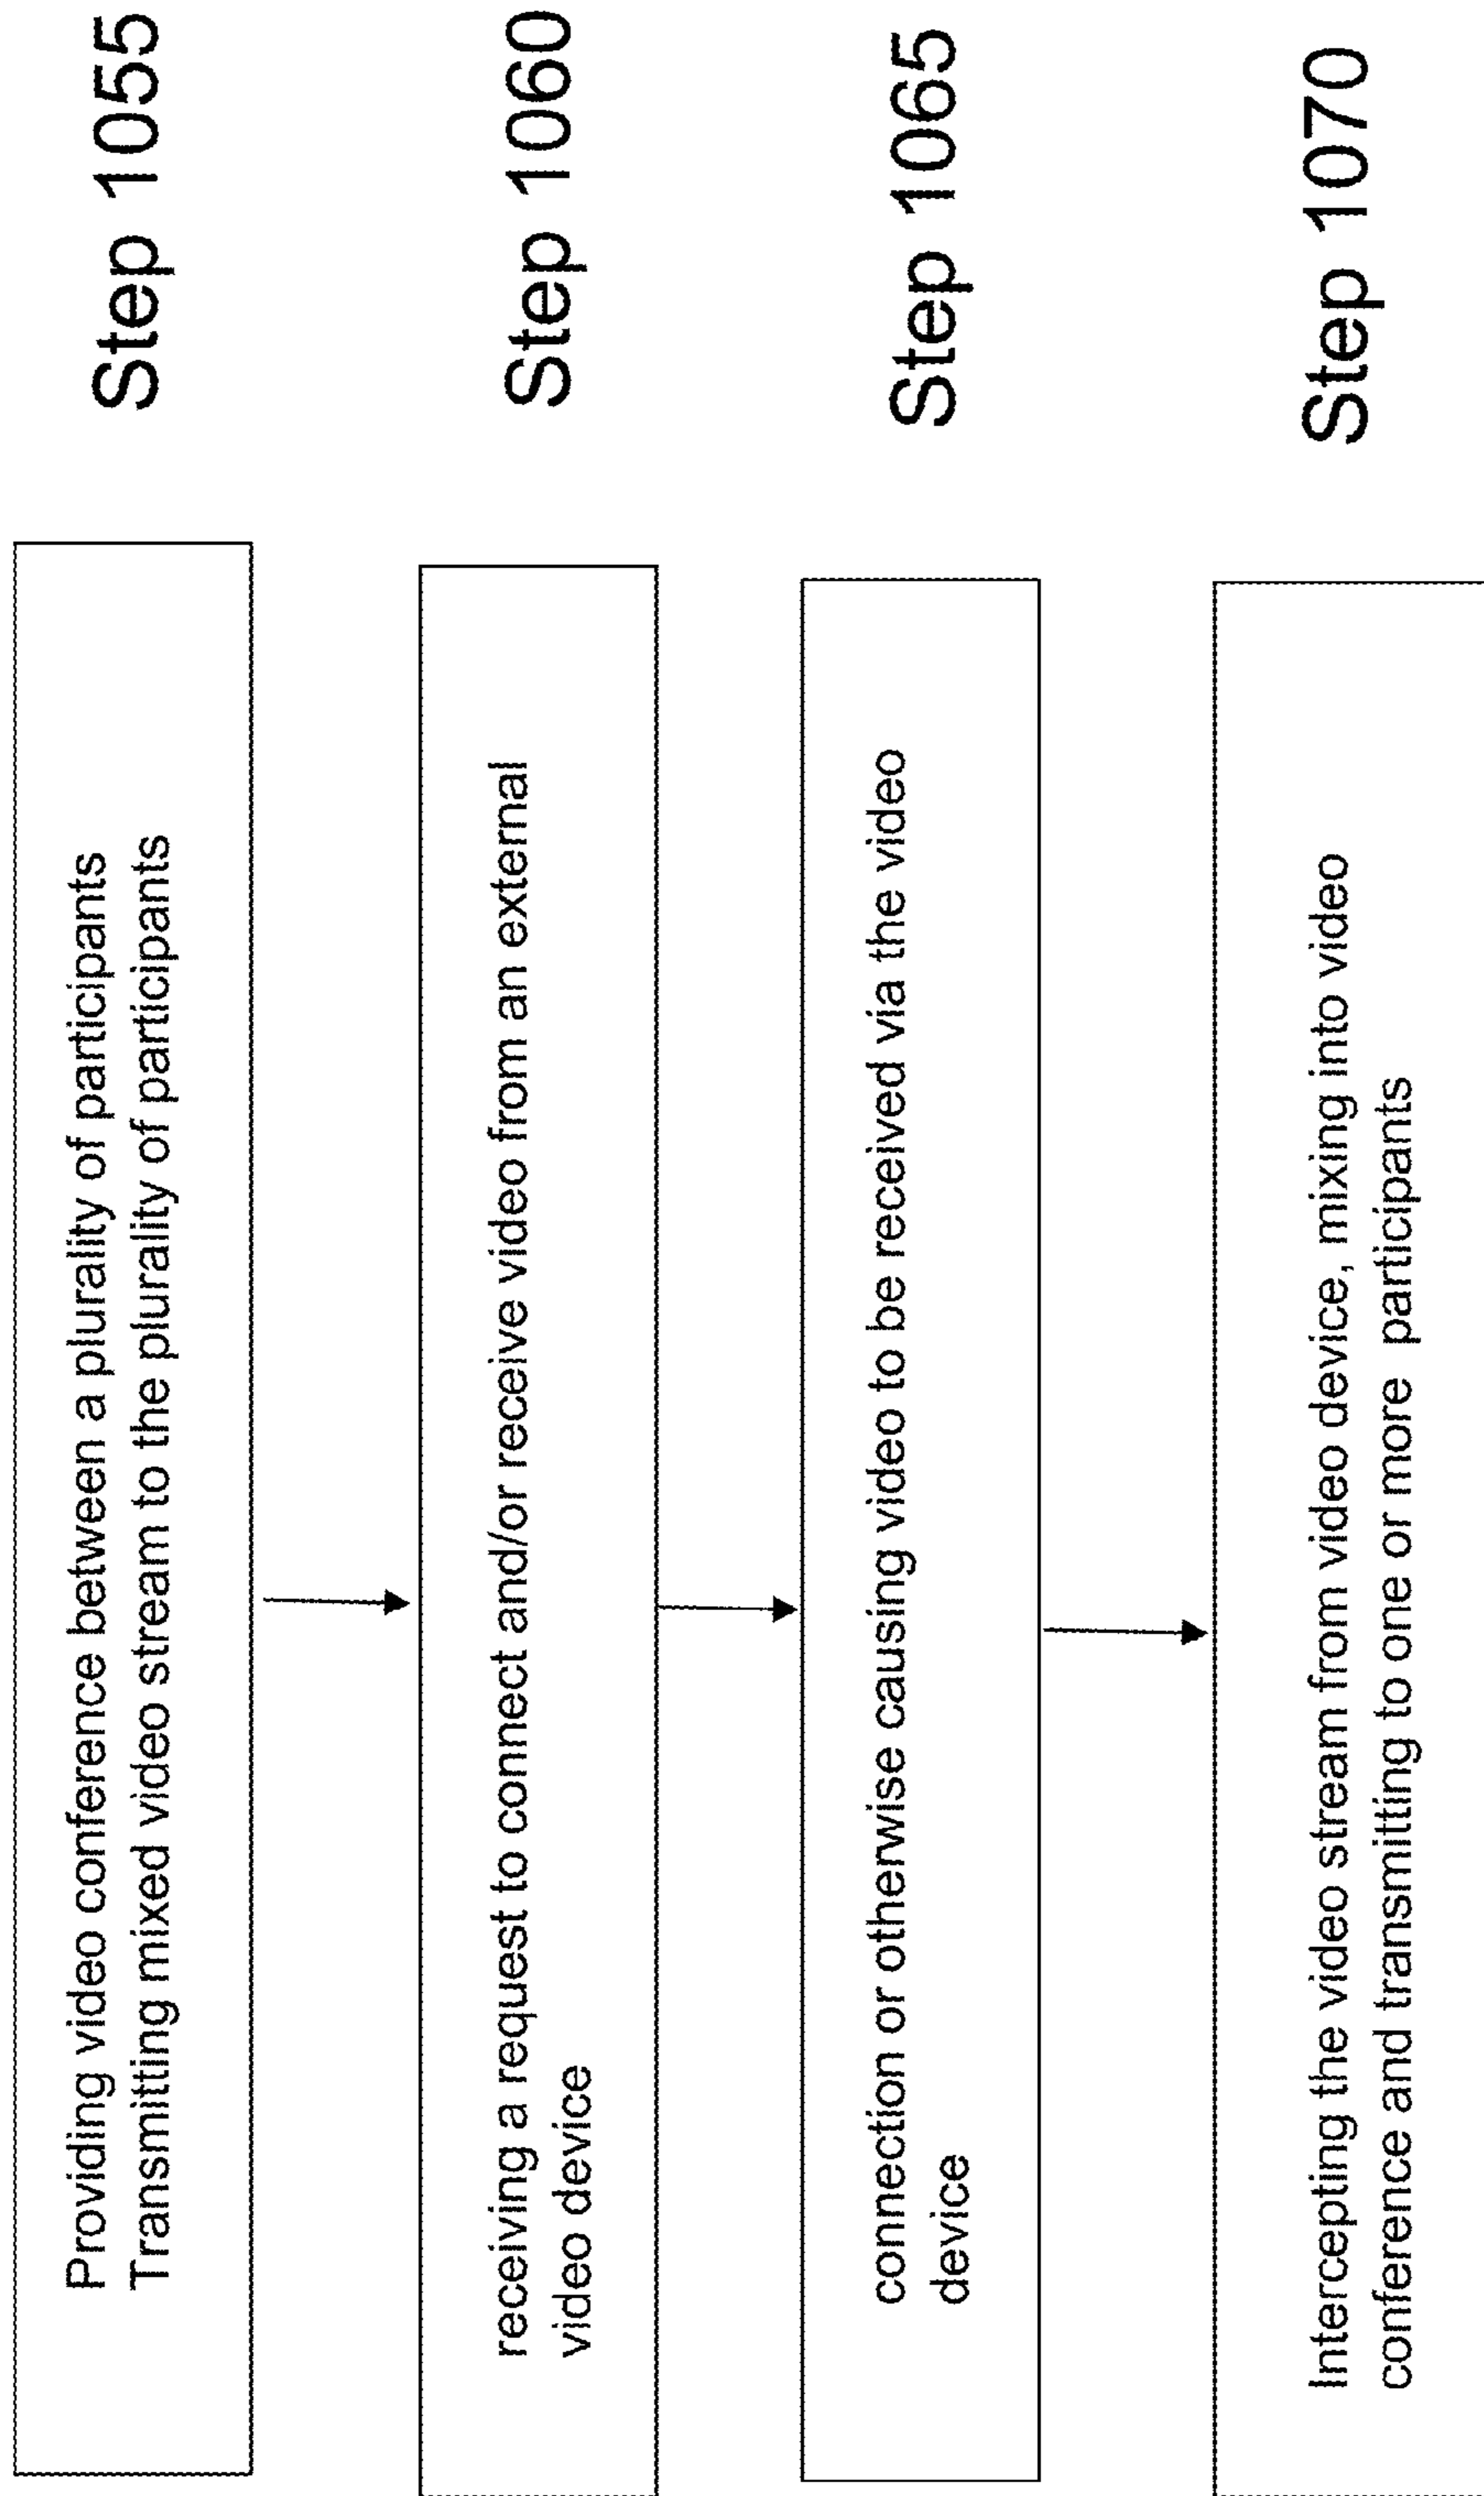 Providing video conference between a plurality of participants
Transmitting mixed video stream to the plurality of participants
Step 1055
receiving a request to connect and/or receive video from an external
video device
Step 1060
connection or otherwise causing video to be received via the video
device
Step 1065
Intercepting the video stream from video device, mixing into video
conference and transmitting to one or more participants
Step 1070